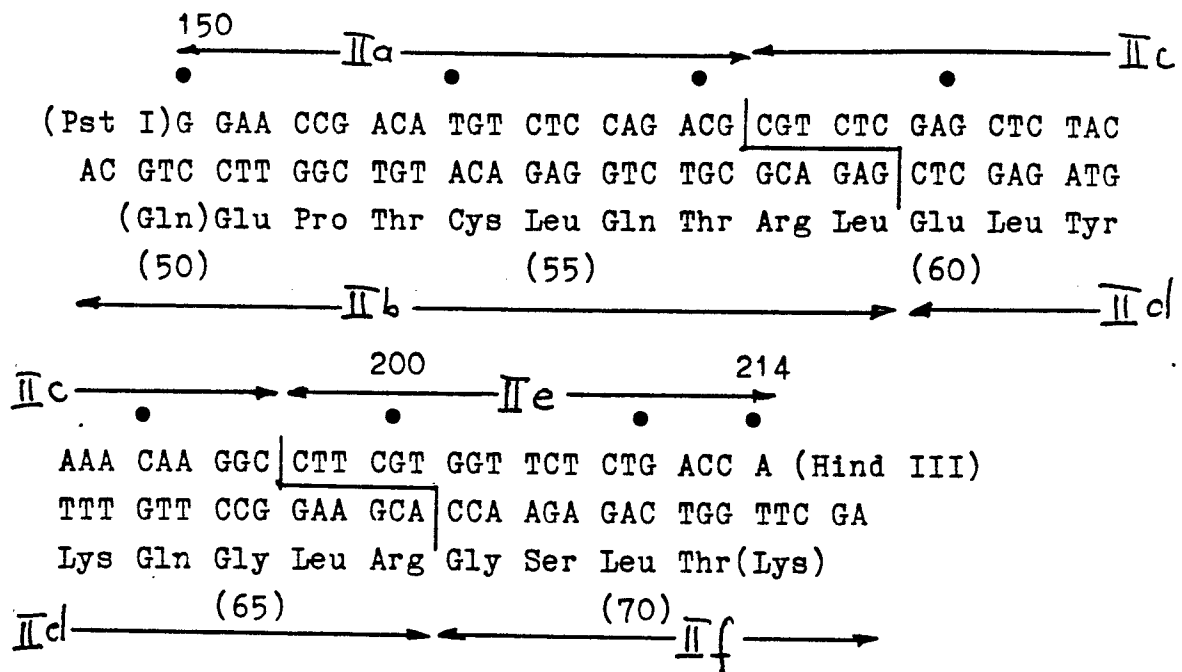 150
IIa IIc
(Pst I)G GAA CCG ACA TGT CTC CAG ACG CGT CTC GAG CTC TAC
AC GTCC CTT GGC TGT ACA GAG GTC TGC GCA GAG CTC GAG ATG
(Gln)Glu Pro Thr Cys Leu Gln Thr Arg Leu Glu Leu Tyr
(50) (55) (60)
IIb IId
200 214
IIc IIe
AAA CAA GGC CTT CGT GGT TCT CTG ACC A (Hind III)
TTT GTT CCG GAA GCA CCA AGA GAC TGG TTC GA
Lys Gln Gly Leu Arg Gly Ser Leu Thr(Lys)
(65) (70)
IId IIf